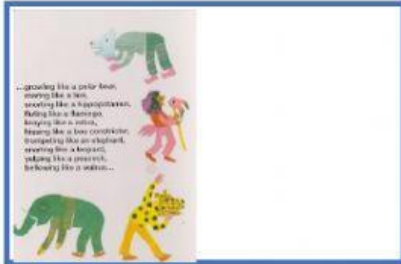 ...growling like a polar bear,
roaring like a lion,
snorting like a hippopotamus,
fluting like a flamingo,
braying like a zebra,
hissing like a boa constrictor,
trumpeting like an elephant,
snarling like a leopard,
yelping like a peacock,
bellowing like a walrus...